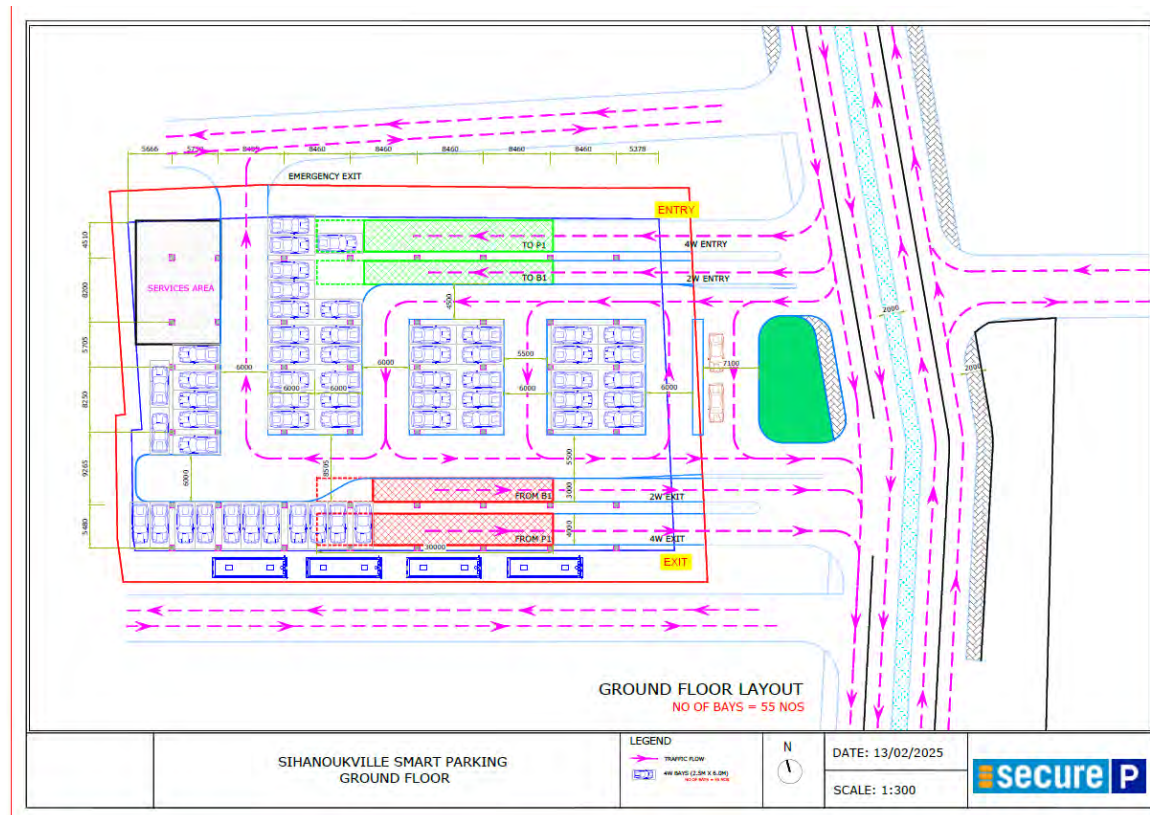 5666
8460
8460
8460
8460
8460
5378
EMERGENCY EXIT
ENTRY
4510
TO P1
4W ENTRY
8200
TO B1
2W ENTRY
SERVICES AREA
4500
2000
5705
6000
6000
5500
7100
2000
8250
6000
6000
6000
6000
9265
6000
8505
5500
3000
FROM B1
2W EXIT
5480
4000
FROM P1
4W EXIT
30000
EXIT
GROUND FLOOR LAYOUT
NO OF BAYS = 55 NOS
SIHANOUKVILLE SMART PARKING
GROUND FLOOR
LEGEND
TRAFFIC FLOW
4W BAYS (2.5M X 6.0M)
N
DATE: 13/02/2025
SCALE: 1:300
secure P